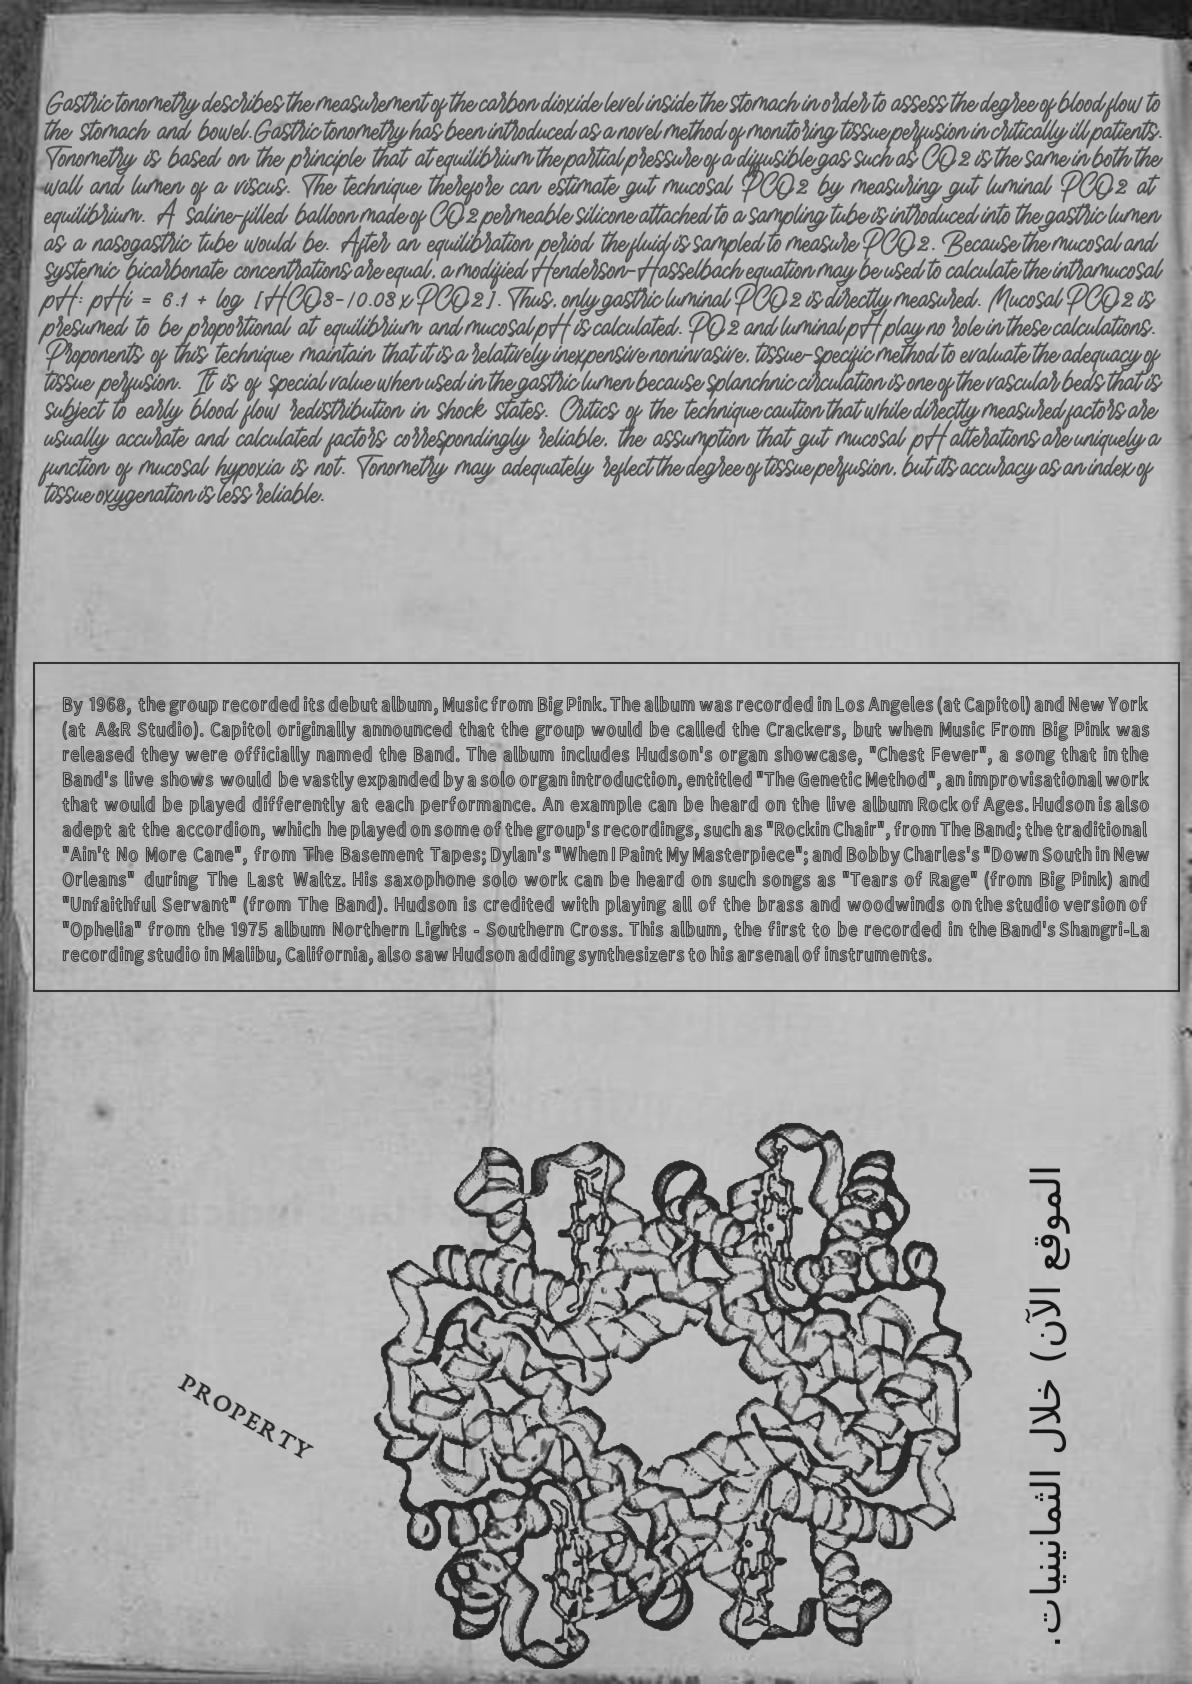 Gastric tonometry describes the measurement of the carbon dioxide level inside the stomach in order to assess the degree of blood flow to
the stomach and bowel. Gastric tonometry has been introduced as a novel method of monitoring tissue perfusion in critically ill patients.
Tonometry is based on the principle that at equilibrium the partial pressure of a diffusible gas such as CO2 is the same in both the
wall and lumen of a viscus. The technique therefore can estimate gut mucosal PCO2 by measuring gut luminal PCO2 at
equilibrium. A saline-filled balloon made of CO2 permeable silicone attached to a sampling tube is introduced into the gastric lumen
as a nasogastric tube would be. After an equilibration period the fluid is sampled to measure PCO2. Because the mucosal and
systemic bicarbonate concentrations are equal, a modified Henderson-Hasselbach equation may be used to calculate the intramucosal
pH: pHi = 6.1 + log [HCO3-/0.03 x PCO2]. Thus, only gastric luminal PCO2 is directly measured. Mucosal PCO2 is
presumed to be proportional at equilibrium and mucosal pH is calculated. PO2 and luminal pH play no role in these calculations.
Proponents of this technique maintain that it is a relatively inexpensive noninvasive, tissue-specific method to evaluate the adequacy of
tissue perfusion. It is of special value when used in the gastric lumen because splanchnic circulation is one of the vascular beds that is
subject to early blood flow redistribution in shock states. Critics of the technique caution that while directly measured factors are
usually accurate and calculated factors correspondingly reliable, the assumption that gut mucosal pH alterations are uniquely a
function of mucosal hypoxia is not. Tonometry may adequately reflect the degree of tissue perfusion, but its accuracy as an index of
tissue oxygenation is less reliable.
By 1968, the group recorded its debut album, Music from Big Pink. The album was recorded in Los Angeles (at Capitol) and New York
(at A&R Studio). Capitol originally announced that the group would be called the Crackers, but when Music From Big Pink was
released they were officially named the Band. The album includes Hudson's organ showcase, "Chest Fever", a song that in the
Band's live shows would be vastly expanded by a solo organ introduction, entitled "The Genetic Method", an improvisational work
that would be played differently at each performance. An example can be heard on the live album Rock of Ages. Hudson is also
adept at the accordion, which he played on some of the group's recordings, such as "Rockin Chair", from The Band; the traditional
"Ain't No More Cane", from The Basement Tapes; Dylan's "When I Paint My Masterpiece"; and Bobby Charles's "Down South in New
Orleans" during The Last Waltz. His saxophone solo work can be heard on such songs as "Tears of Rage" (from Big Pink) and
"Unfaithful Servant" (from The Band). Hudson is credited with playing all of the brass and woodwinds on the studio version of
"Ophelia" from the 1975 album Northern Lights - Southern Cross. This album, the first to be recorded in the Band's Shangri-La
recording studio in Malibu, California, also saw Hudson adding synthesizers to his arsenal of instruments.
PROPERTY
الموقع الآن) خلال الثمانينيات.